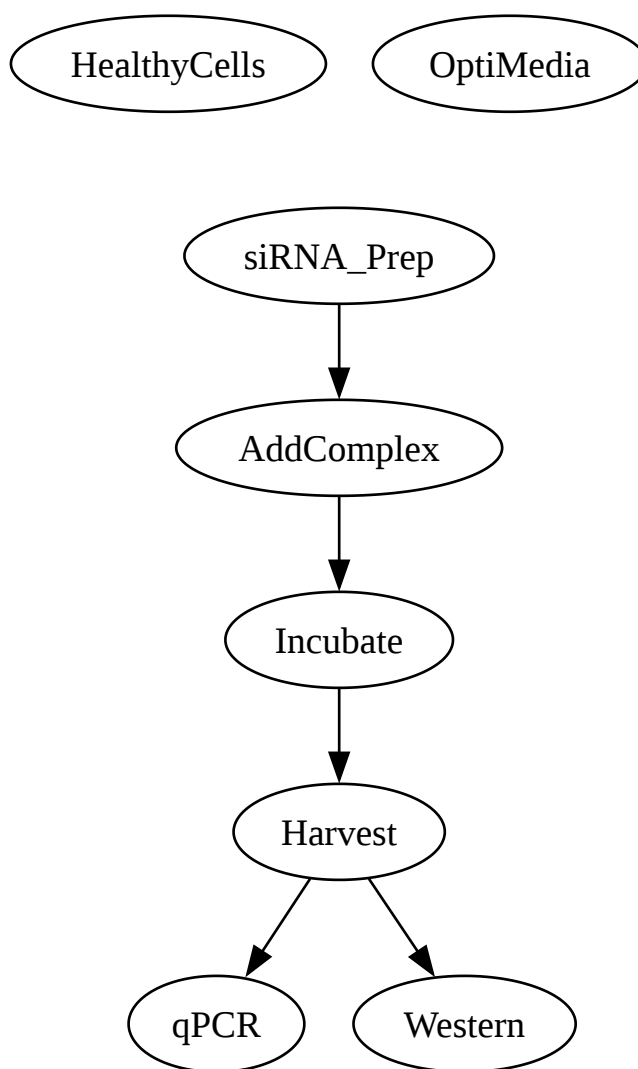 HealthyCells
OptiMedia
siRNA_Prep
AddComplex
Incubate
Harvest
qPCR
Western